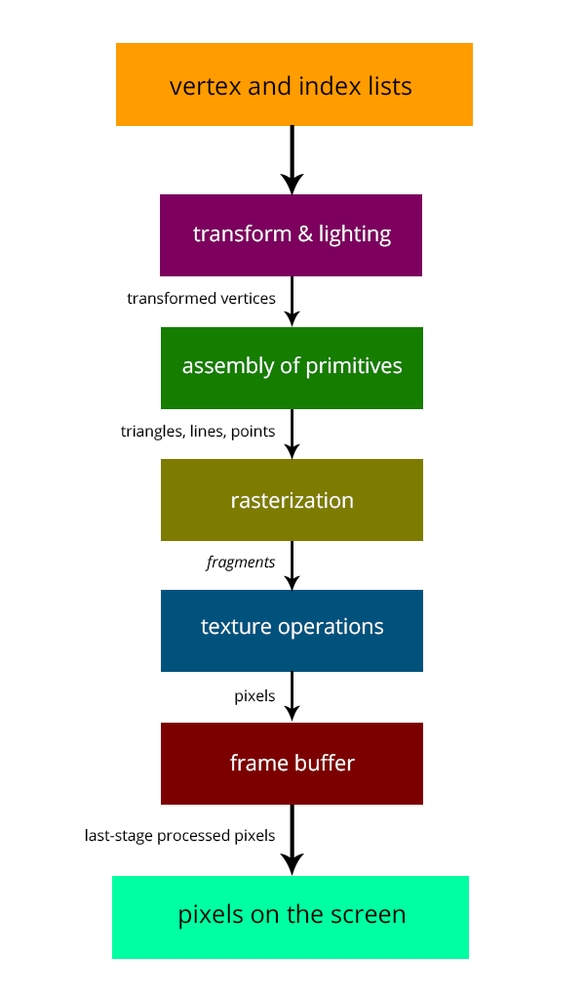 vertex and index lists
transform & lighting
transformed vertices
assembly of primitives
triangles, lines, points
rasterization
fragments
texture operations
pixels
frame buffer
last-stage processed pixels
pixels on the screen